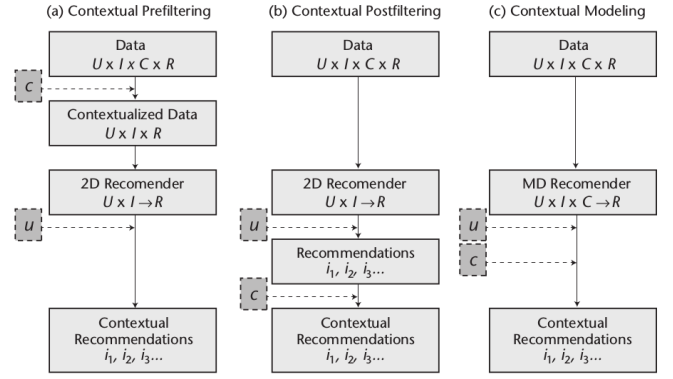 (a) Contextual Prefiltering
Data
U x I x C x R
c
Contextualized Data
U x I x R
2D Recomender
U x I → R
u
Contextual
Recommendations
i1, i2, i3...
(b) Contextual Postfiltering
Data
U x I x C x R
2D Recomender
U x I → R
u
Recommendations
i1, i2, i3...
c
Contextual
Recommendations
i1, i2, i3...
(c) Contextual Modeling
Data
U x I x C x R
MD Recomender
U x I x C → R
u
c
Contextual
Recommendations
i1, i2, i3...